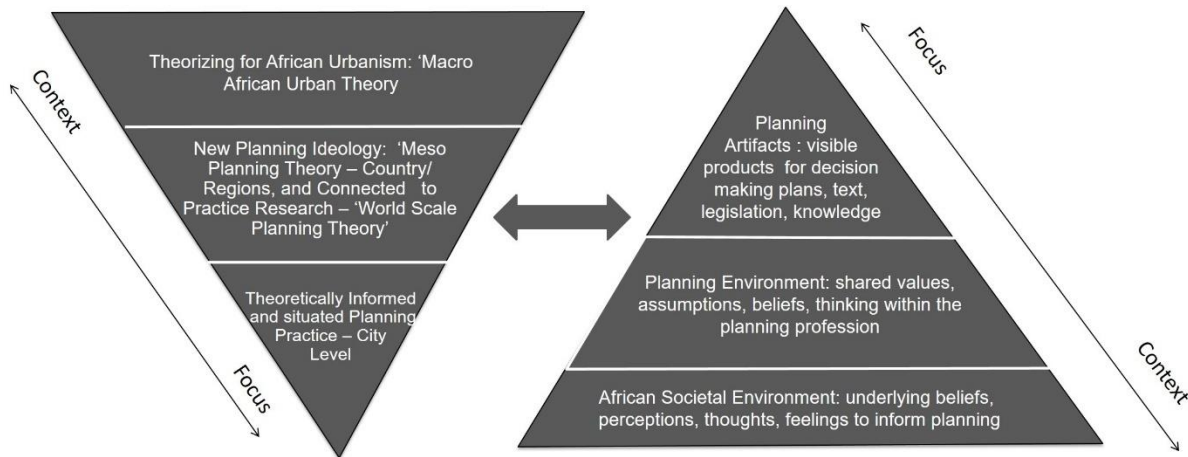 Theorizing for African Urbanism: ‘Macro
African Urban Theory
New Planning Ideology: ‘Meso
Planning Theory – Country/
Regions, and Connected to
Practice Research – ‘World Scale
Planning Theory’
Theoretically Informed
and situated Planning
Practice – City
Level
Context
Focus
Planning
Artifacts : visible
products for decision
making plans, text,
legislation, knowledge
Planning Environment: shared values,
assumptions, beliefs, thinking within the
planning profession
African Societal Environment: underlying beliefs,
perceptions, thoughts, feelings to inform planning
Focus
Context